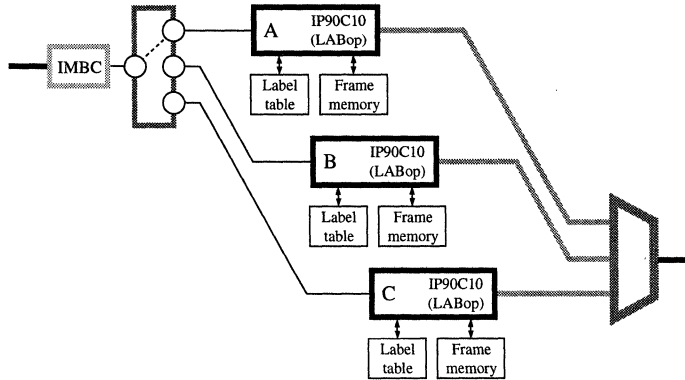 IMBC
A IP90C10
(LABop)
Label
table
Frame
memory
B IP90C10
(LABop)
Label
table
Frame
memory
C IP90C10
(LABop)
Label
table
Frame
memory